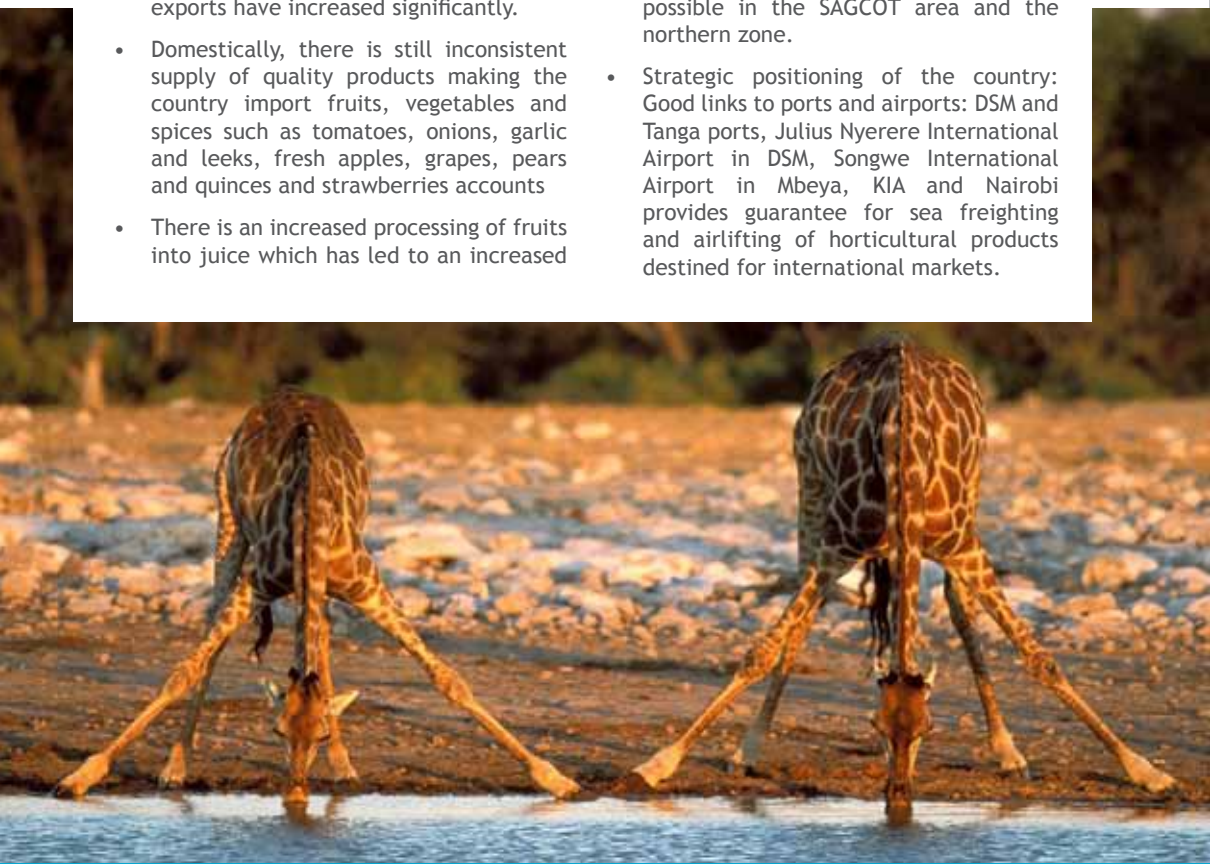 exports have increased significantly.
• Domestically, there is still inconsistent
supply of quality products making the
country import fruits, vegetables and
spices such as tomatoes, onions, garlic
and leeks, fresh apples, grapes, pears
and quinces and strawberries accounts
• There is an increased processing of fruits
into juice which has led to an increased
possible in the SAGCOT area and the
northern zone.
• Strategic positioning of the country:
Good links to ports and airports: DSM and
Tanga ports, Julius Nyerere International
Airport in DSM, Songwe International
Airport in Mbeya, KIA and Nairobi
provides guarantee for sea freighting
and airlifting of horticultural products
destined for international markets.